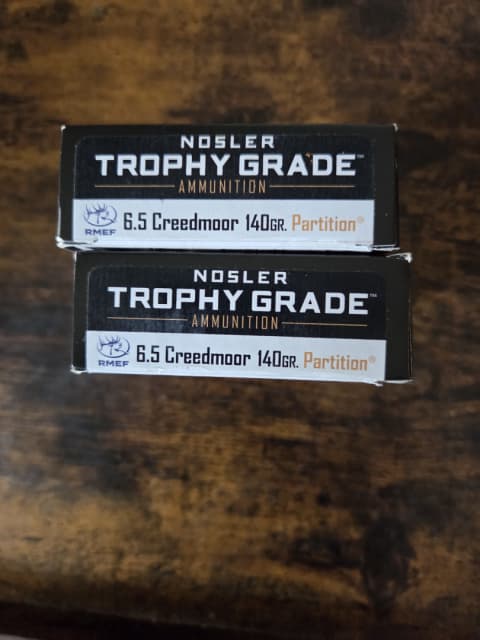 NOSLER
TROPHY GRADE™
AMMUNITION
RMEF
6.5 Creedmoor 140GR. Partition®
NOSLER
TROPHY GRADE™
AMMUNITION
RMEF
6.5 Creedmoor 140GR. Partition®